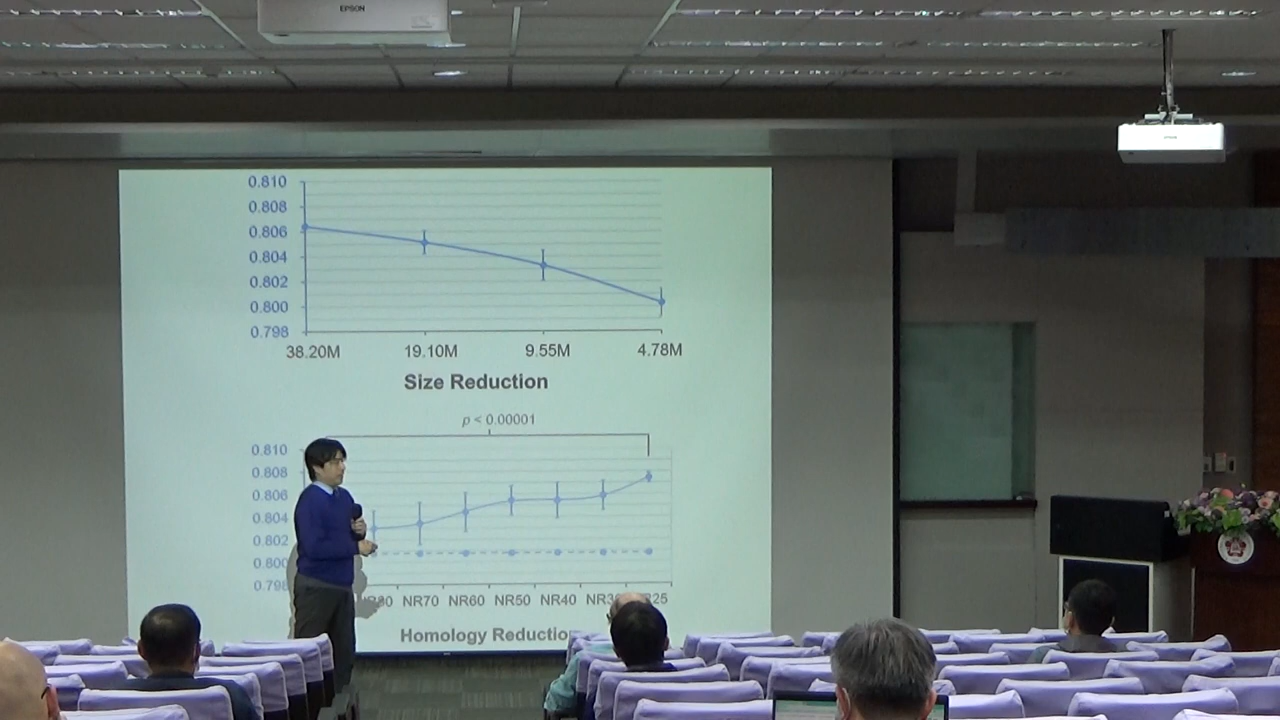 EPSON
0.810
0.808
0.806
0.804
0.802
0.800
0.798
38.20M 19.10M 9.55M 4.78M
Size Reduction
p < 0.00001
0.810
0.808
0.806
0.804
0.802
0.800
NR70 NR60 NR50 NR40
Homology Reduction